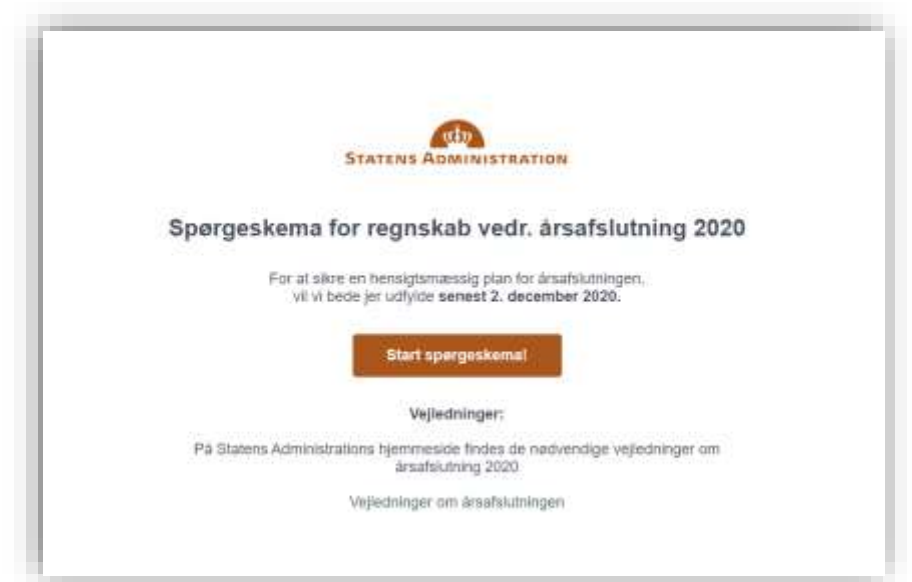 STATENS ADMINISTRATION
Spørgeskema for regnskab vedr. årsafslutning 2020
For at sikre en hensigtsmæssig plan for årsafslutningen,
vil vi bede jer udfylde senest 2. december 2020.
Start spørgeskema!
Vejledninger:
På Statens Administrations hjemmeside findes de nødvendige vejledninger om
årsafslutning 2020
Vejledninger om årsafslutningen